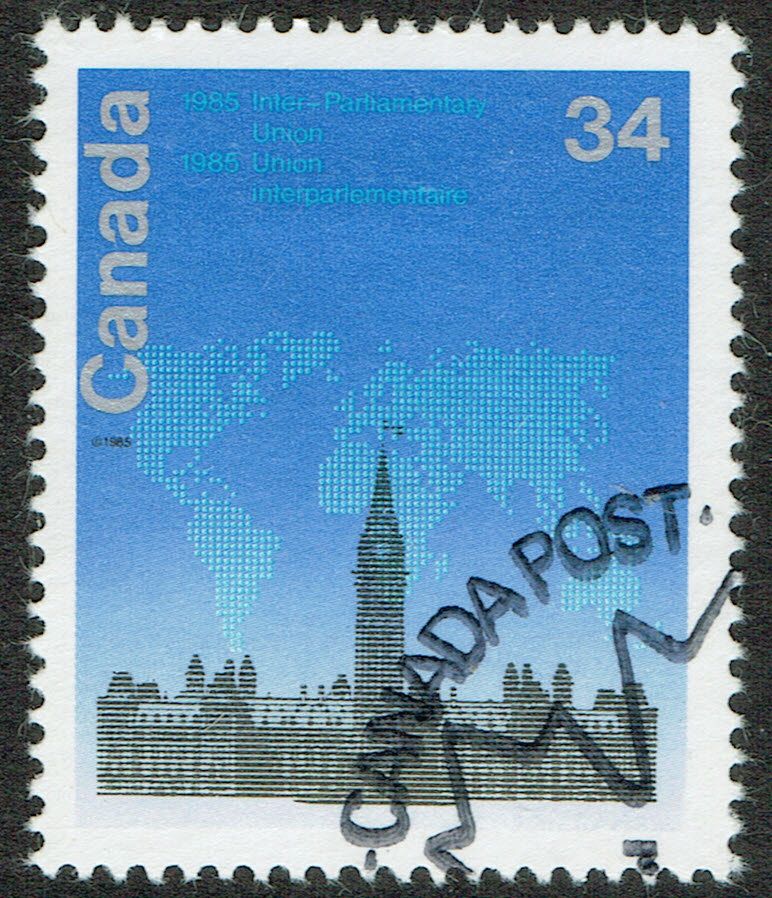 Canada
1985 Inter-Parliamentary
Union
1985 Union
interparlementaire
34
©1985
CANADA POST